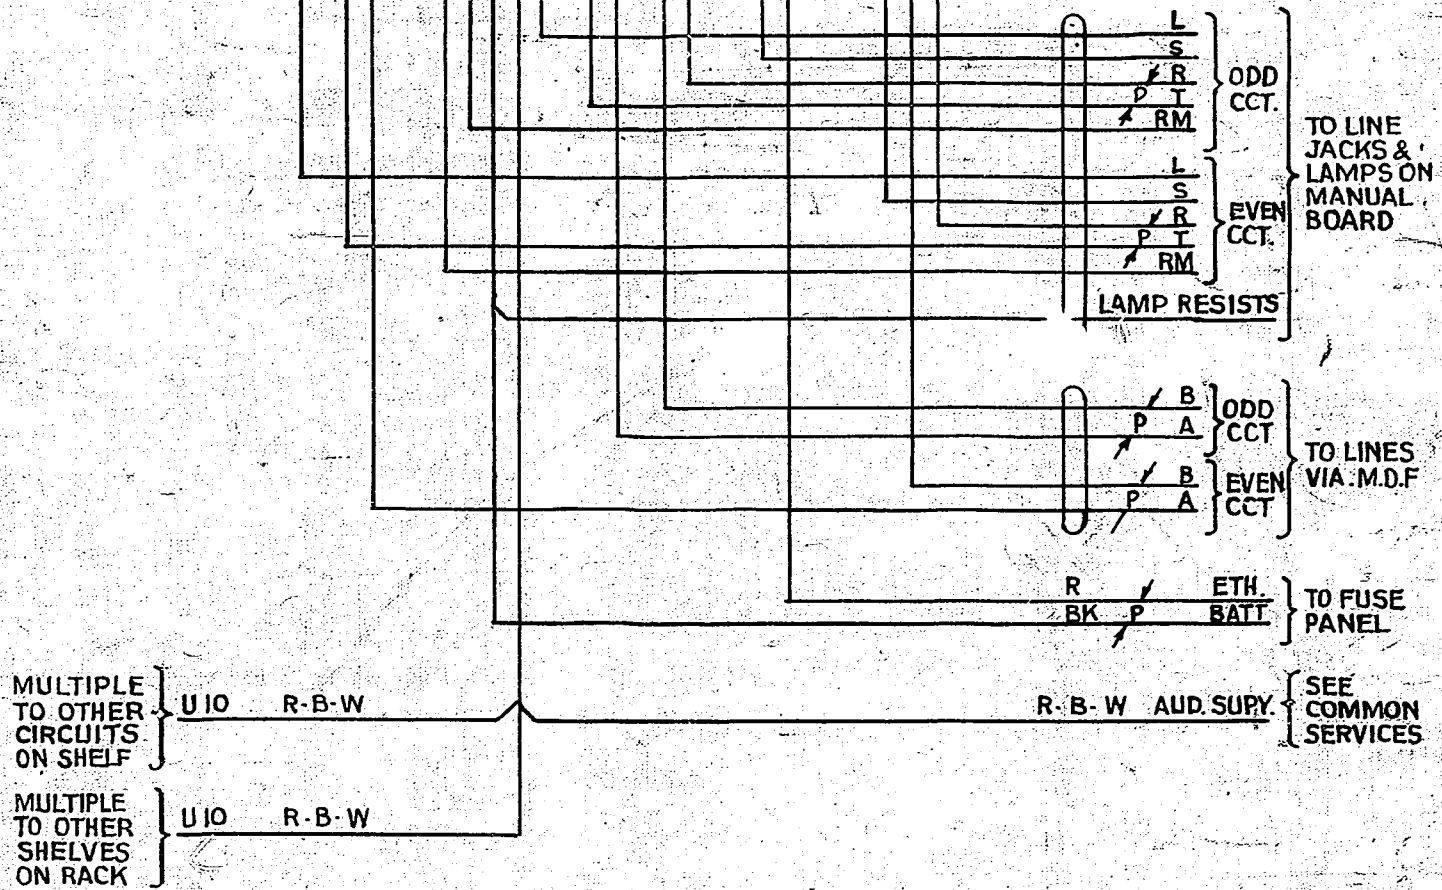 L
S
R
P
T
RM
ODD
CCT.
L
S
R
P
T
RM
EVEN
CCT.
LAMP RESISTS
TO LINE
JACKS &
LAMPS ON
MANUAL
BOARD
B
P
A
ODD
CCT
B
P
A
EVEN
CCT
TO LINES
VIA. M.D.F
R
ETH.
BK
P
BATT
TO FUSE
PANEL
MULTIPLE
TO OTHER
CIRCUITS
ON SHELF
U10 R-B-W
R-B-W AUD. SUPY.
SEE
COMMON
SERVICES
MULTIPLE
TO OTHER
SHELVES
ON RACK
U10 R-B-W